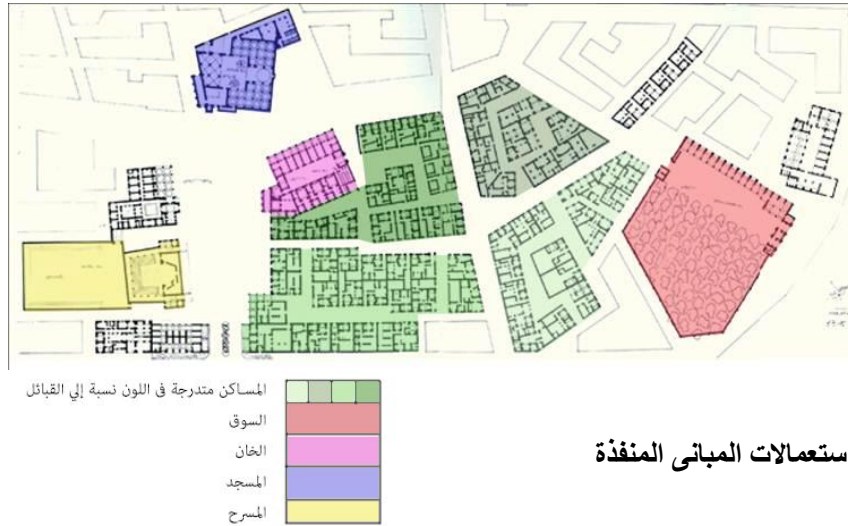 المساكن متدرجة فى اللون نسبة إلي القبائل
السوق
الخان
المسجد
المسرح
ستعمالات المبانى المنفذة